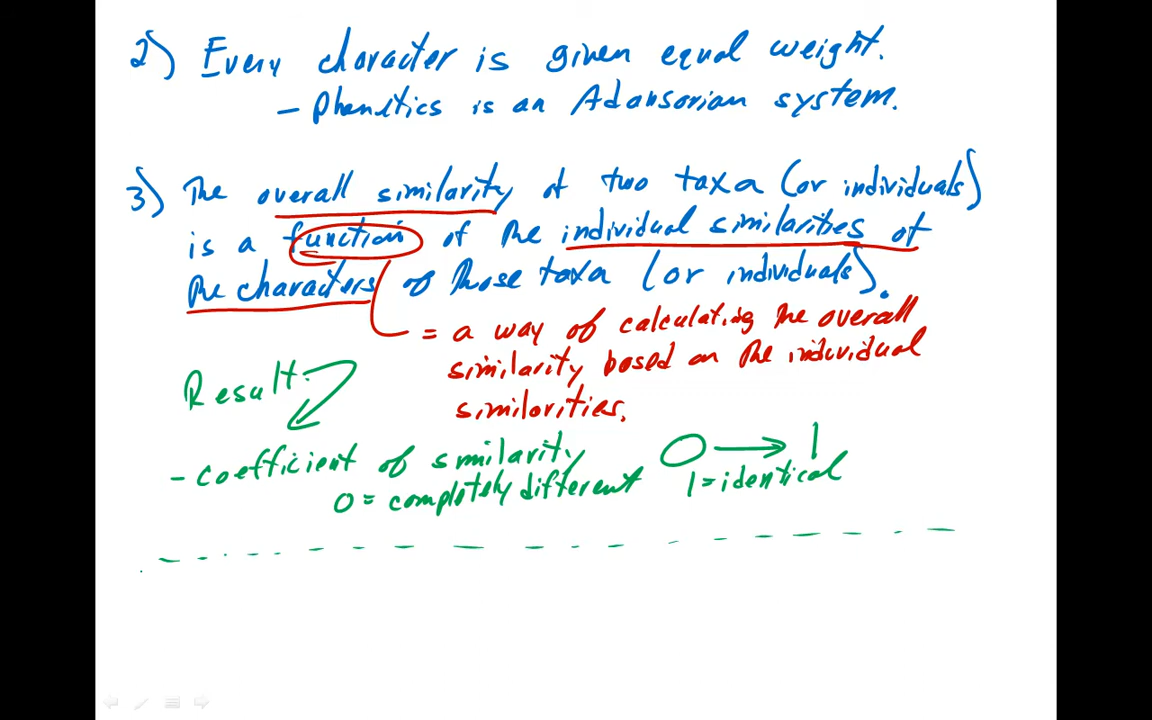 2) Every character is given equal weight.
- Phenetics is an Adansonian system.
3) The overall similarity of two taxa (or individuals)
is a function of the individual similarities of
the characters of those taxa (or individuals).
= a way of calculating the overall
similarity based on the individual
similarities.
Result:
- coefficient of similarity 0 → 1
0 = completely different 1 = identical